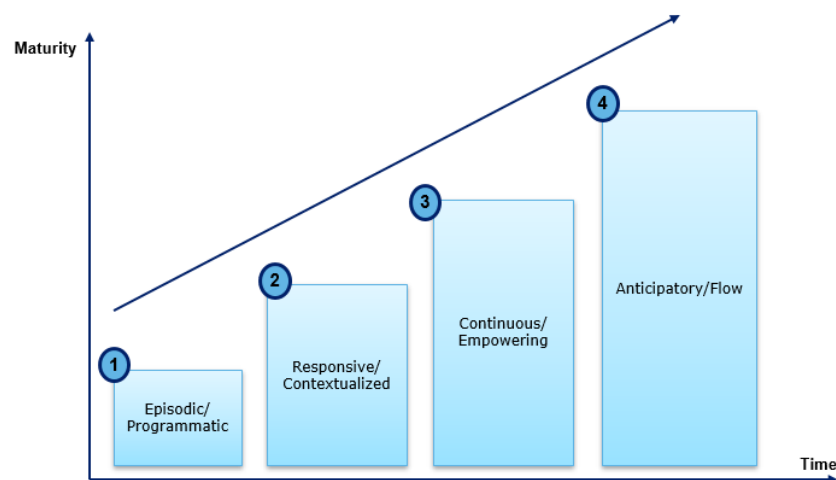 Maturity
4
3
2
Anticipatory/Flow
Continuous/
Empowering
1
Responsive/
Contextualized
Episodic/
Programmatic
Time